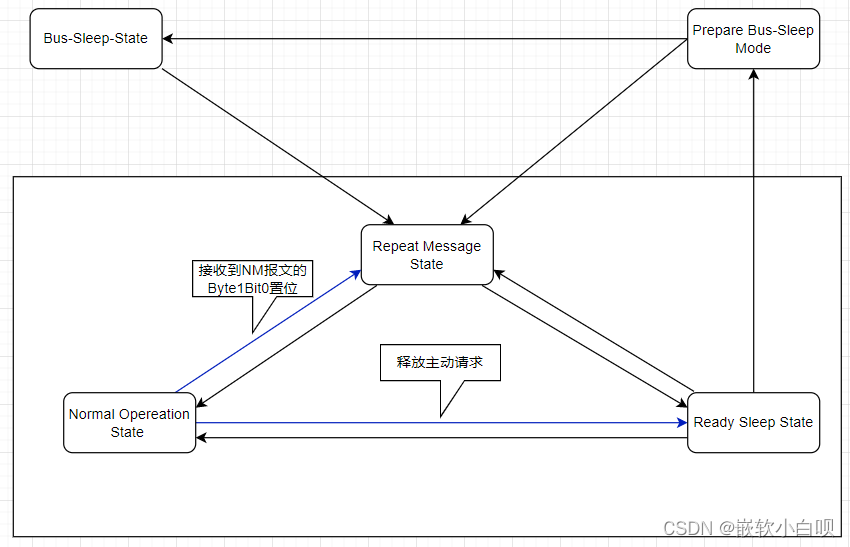 Bus-Sleep-State
Prepare Bus-Sleep
Mode
Repeat Message
State
接收到NM报文的
Byte1Bit0置位
释放主动请求
Normal Opereation
State
Ready Sleep State
CSDN @嵌软小白呗